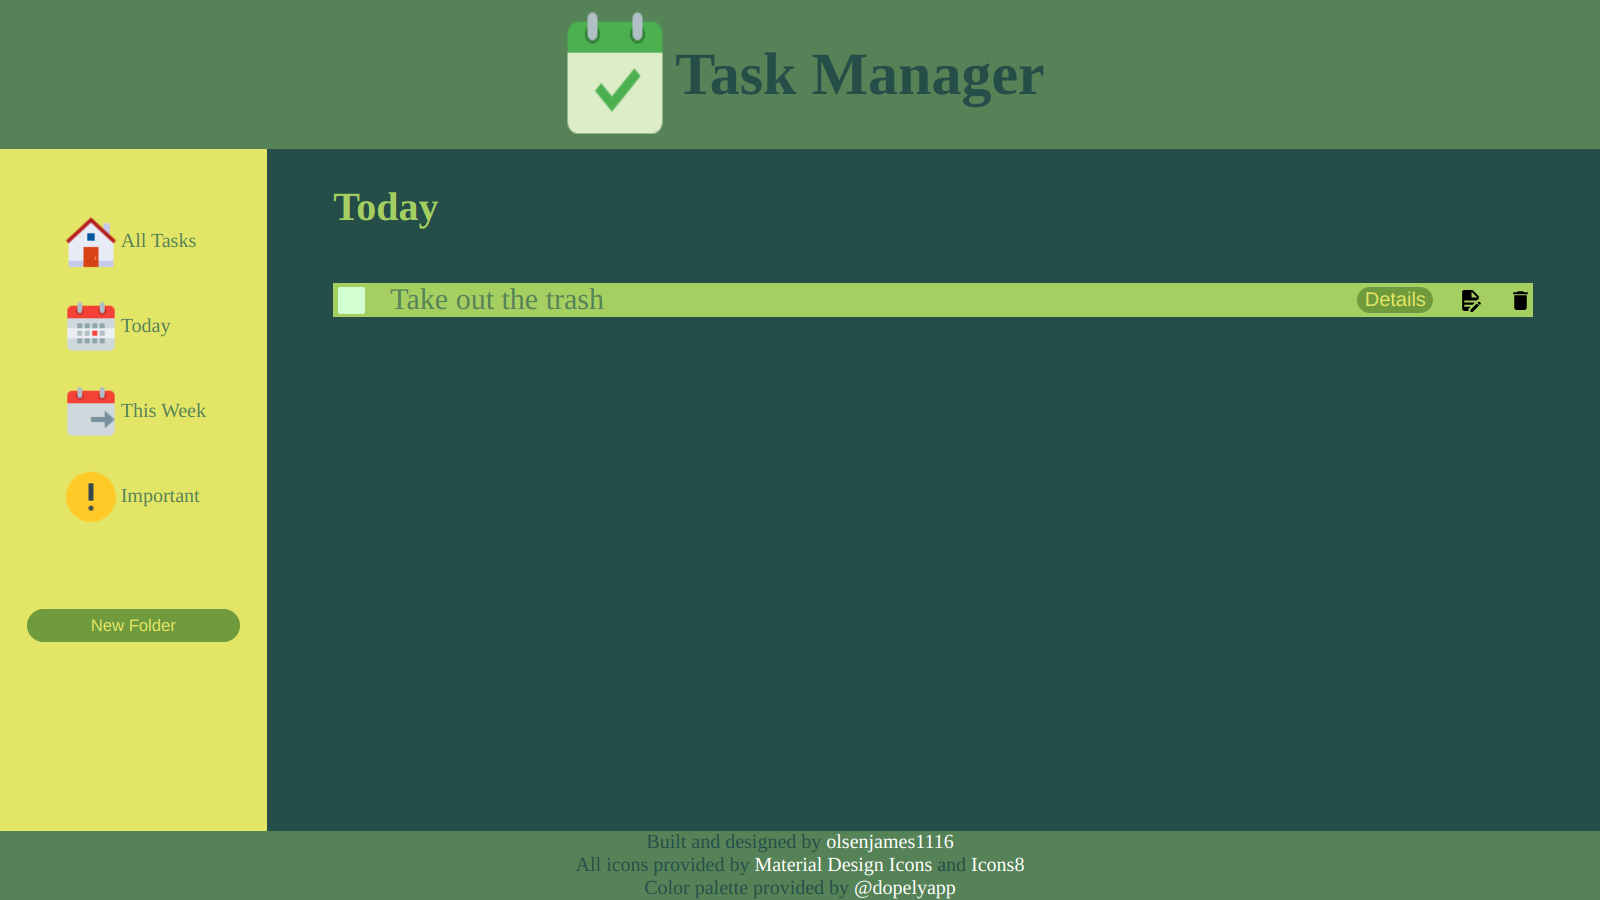 Task Manager
All Tasks
Today
This Week
Important
New Folder
Today
Take out the trash
Details
Built and designed by olsenjames1116
All icons provided by Material Design Icons and Icons8
Color palette provided by @dopelyapp